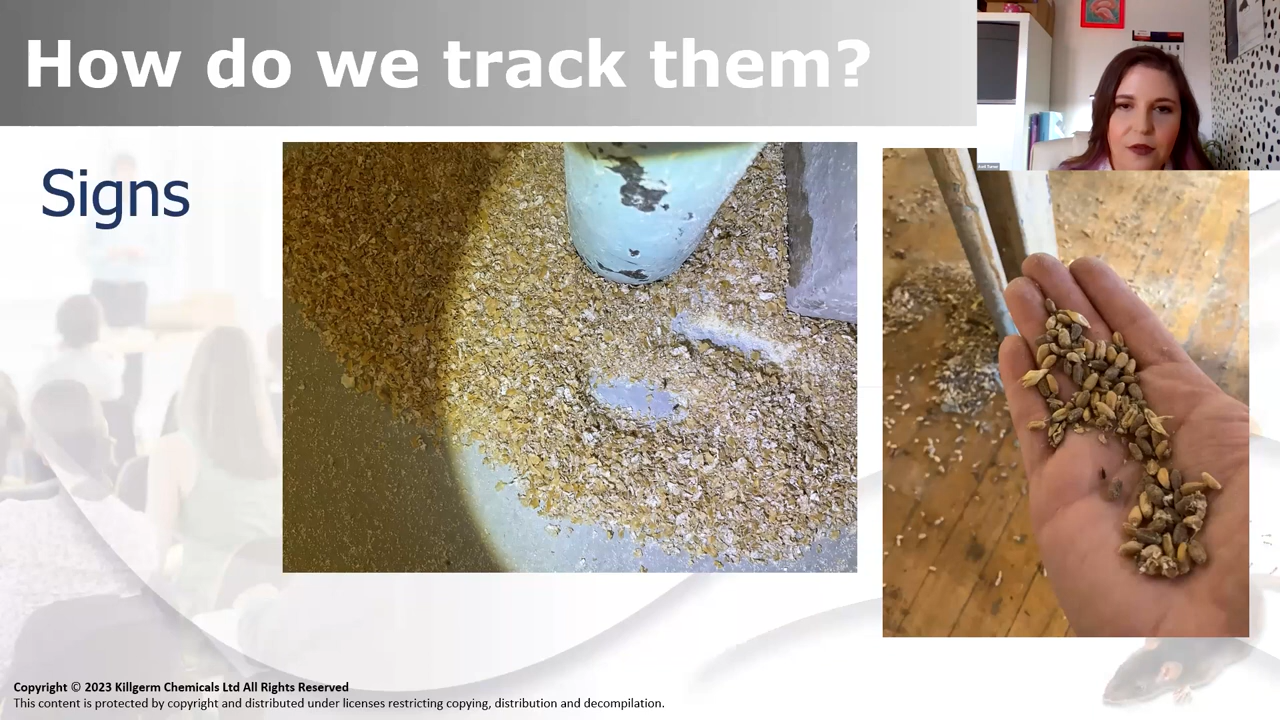 How do we track them?
Signs
Copyright © 2023 Killgerm Chemicals Ltd All Rights Reserved
This content is protected by copyright and distributed under licenses restricting copying, distribution and decompilation.